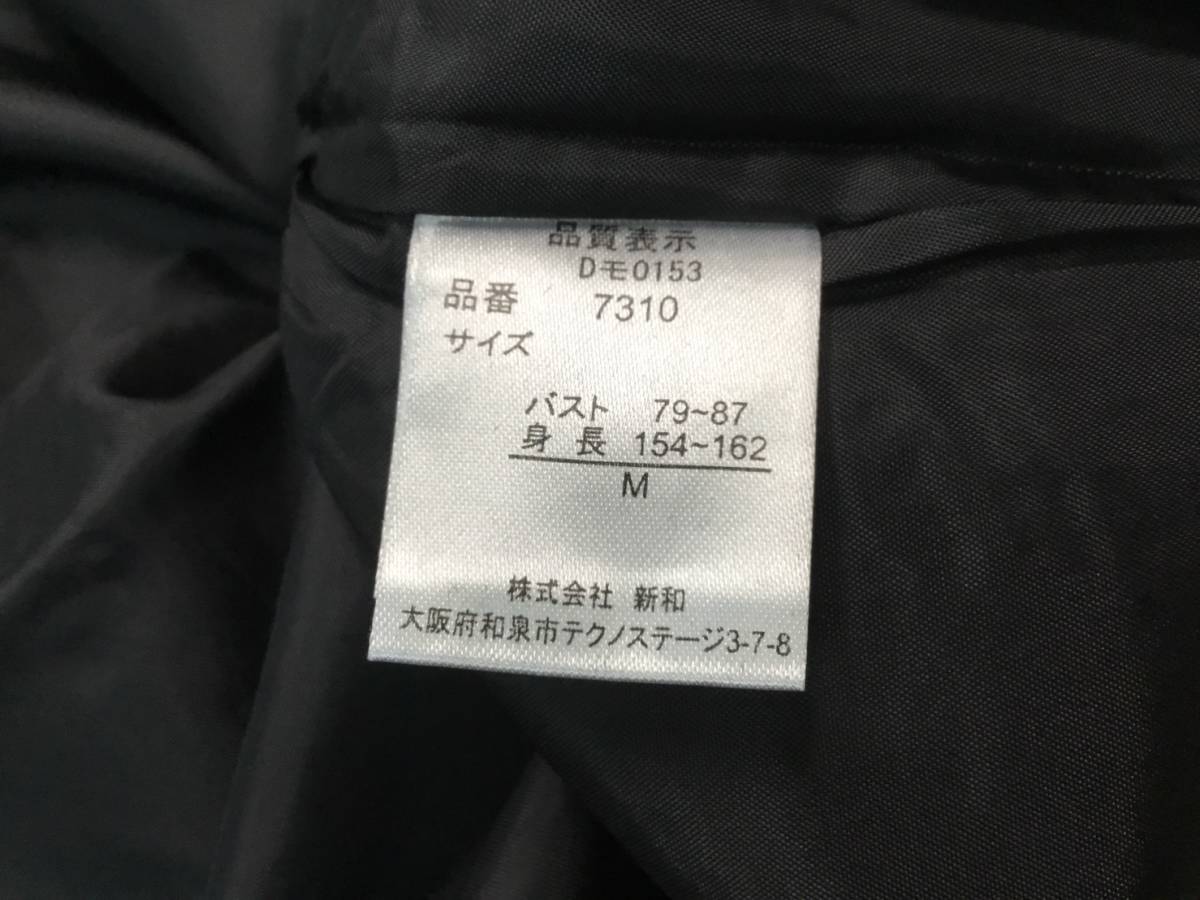 品質表示
Dモ0153
品番 7310
サイズ
バスト 79~87
身長 154~162
M
株式会社 新和
大阪府和泉市テクノステージ3-7-8